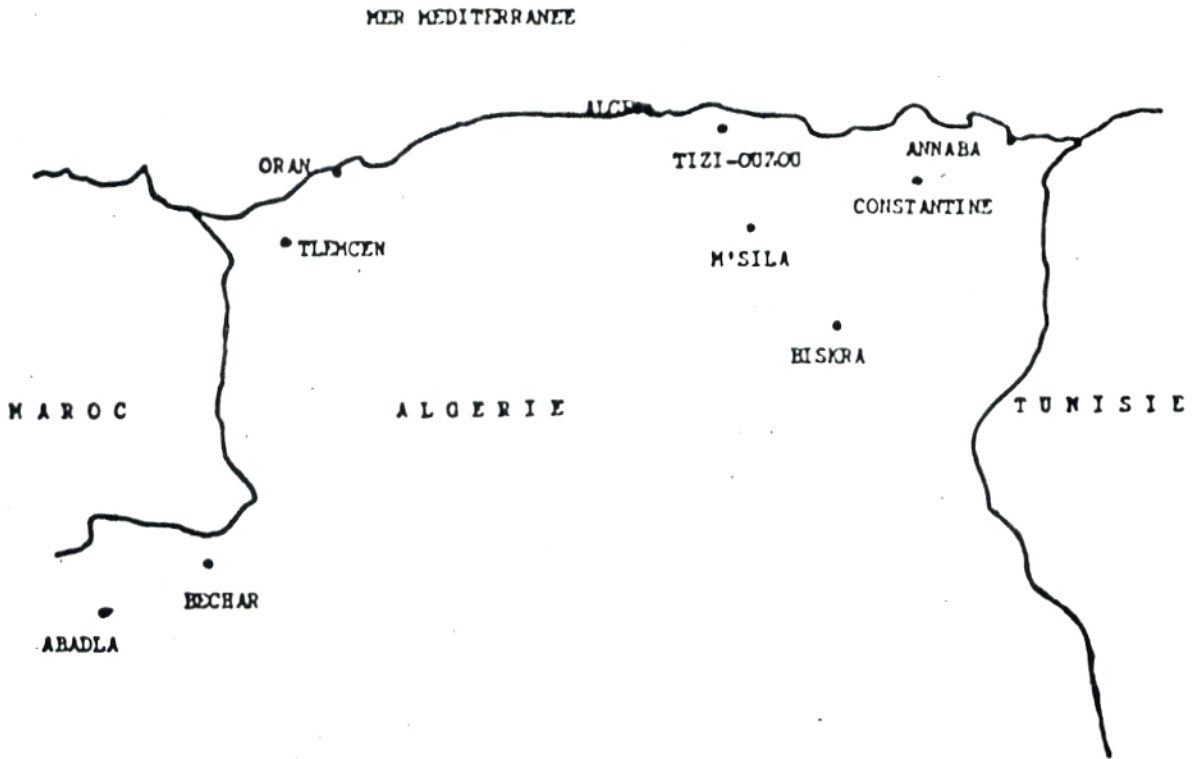 MER MEDITERRANEE
ORAN
TIZI-OUZOU
ANNABA
CONSTANTINE
TLEMCEN
M'SILA
BISKRA
MAROC
ALGERIE
TUNISIE
BECHAR
ABADLA